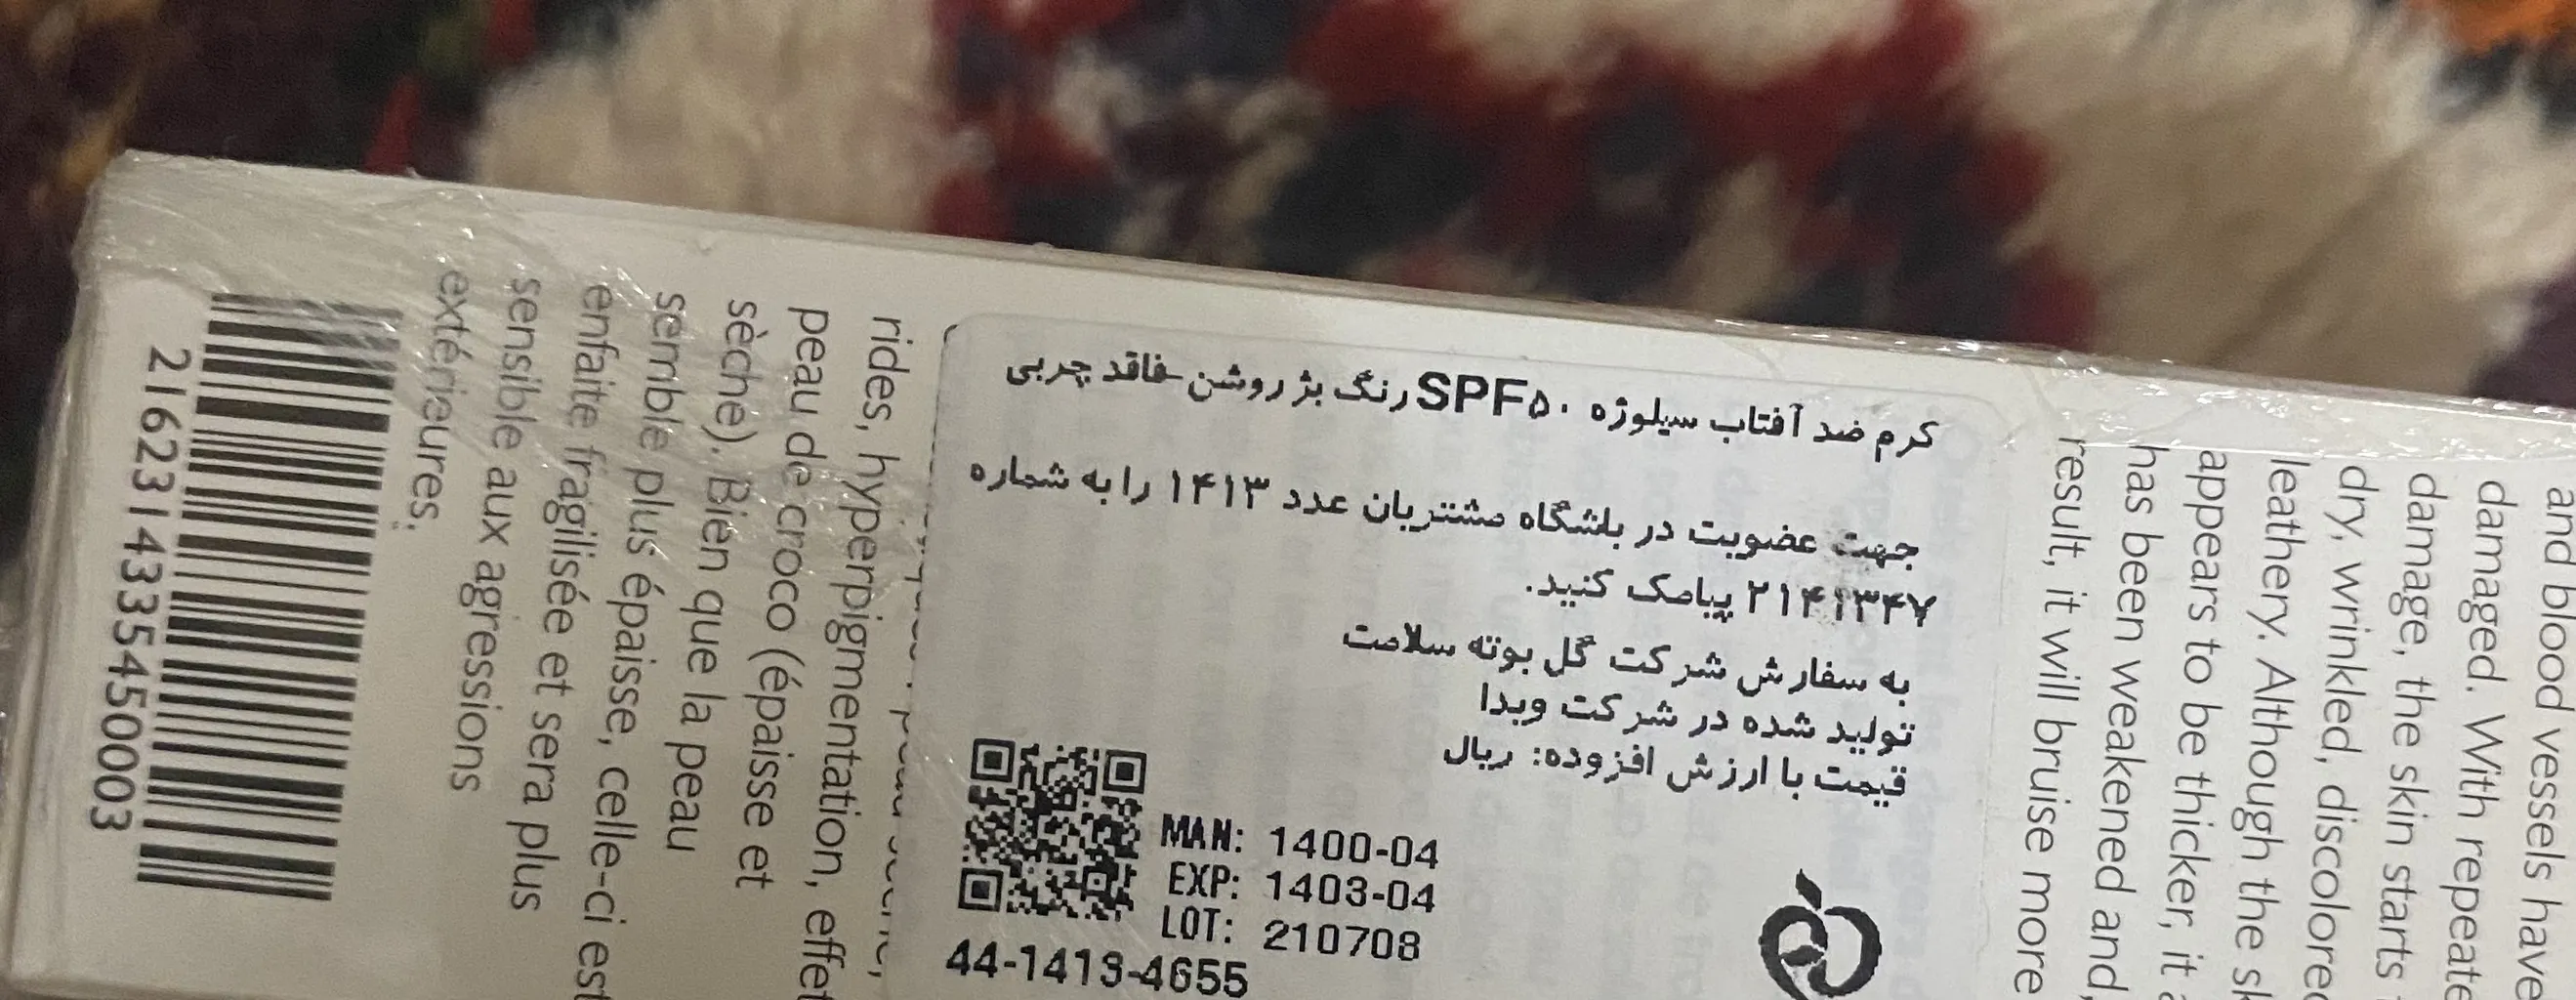 کرم ضد آفتاب سیلوژه SPF۵۰ رنگ بژ روشن-فاقد چربی
جهت عضویت در باشگاه مشتریان عدد ۱۴۱۳ را به شماره
۲۱۴۱۳۴۷ پیامک کنید.
به سفارش شرکت گل بوته سلامت
تولید شده در شرکت ویدا
قیمت با ارزش افزوده: ریال
MAN: 1400-04
EXP: 1403-04
LOT: 210708
44-1413-4655
and blood vessels have
damaged. With repeate
damage, the skin starts
dry, wrinkled, discolored
leathery. Although the sk
appears to be thicker, it
has been weakened and,
result, it will bruise more
rides, hyperpigmentation, effet
peau de croco (épaisse et
sèche). Bien que la peau
semble plus épaisse, celle-ci est
enfaite fragilisée et sera plus
sensible aux agressions
extérieures.
2162314335450003